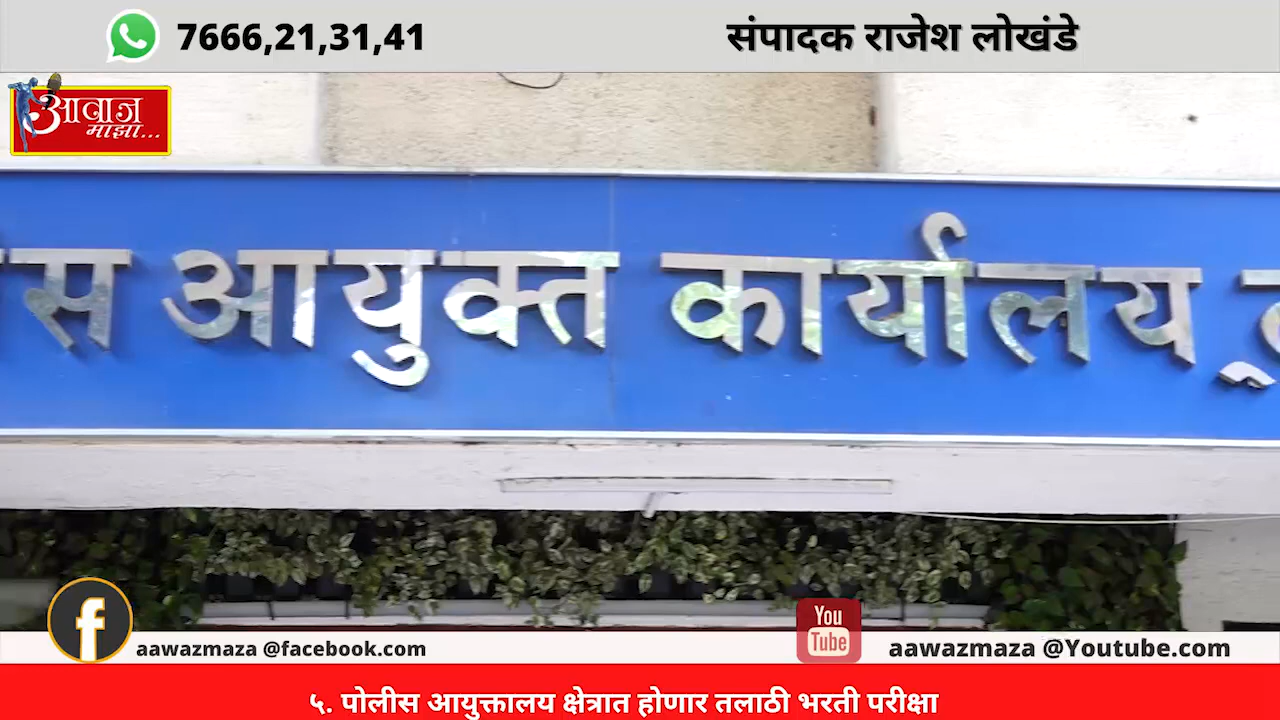 7666,21,31,41
संपादक राजेश लोखंडे
आवाज
माझा...
स आयुक्त कार्यालय
aawazmaza @facebook.com
You
Tube
aawazmaza @Youtube.com
५. पोलीस आयुक्तालय क्षेत्रात होणार तलाठी भरती परीक्षा